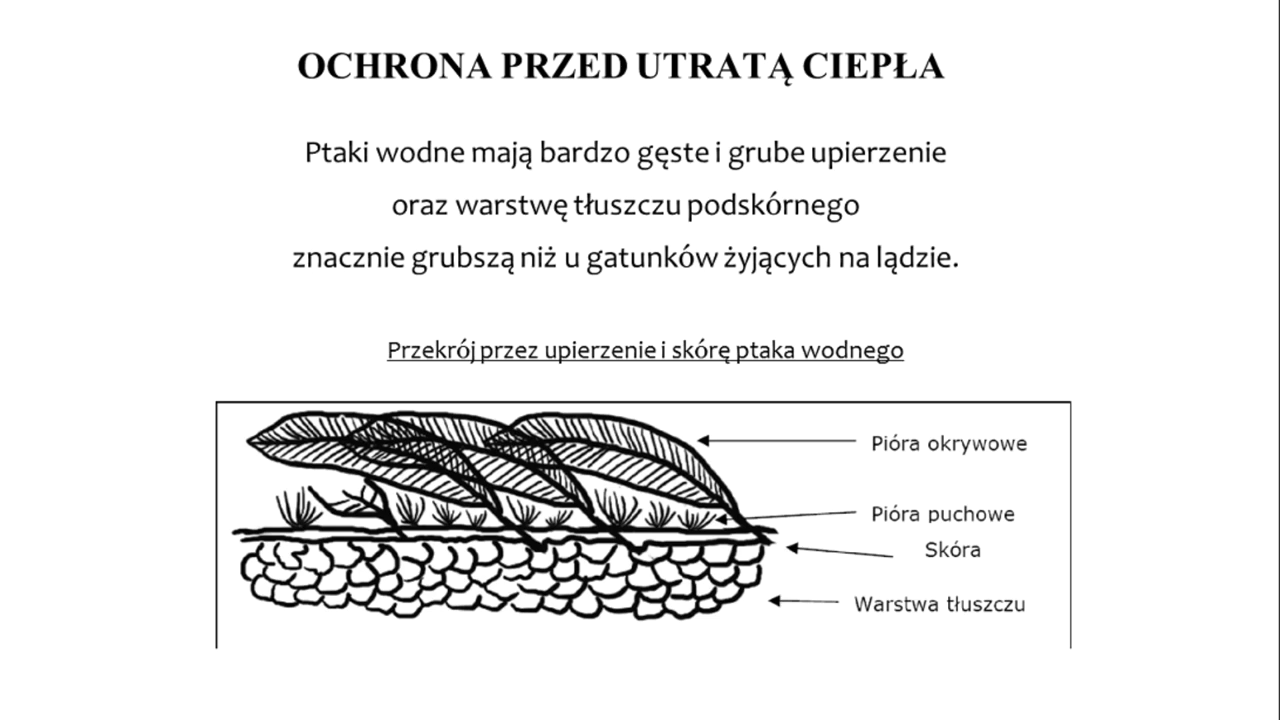 OCHRONA PRZED UTRATĄ CIEPŁA
Ptaki wodne mają bardzo gęste i grube upierzenie
oraz warstwę tłuszczu podskórnego
znacznie grubszą niż u gatunków żyjących na lądzie.
Przekrój przez upierzenie i skórę ptaka wodnego
Pióra okrywowe
Pióra puchowe
Skóra
Warstwa tłuszczu